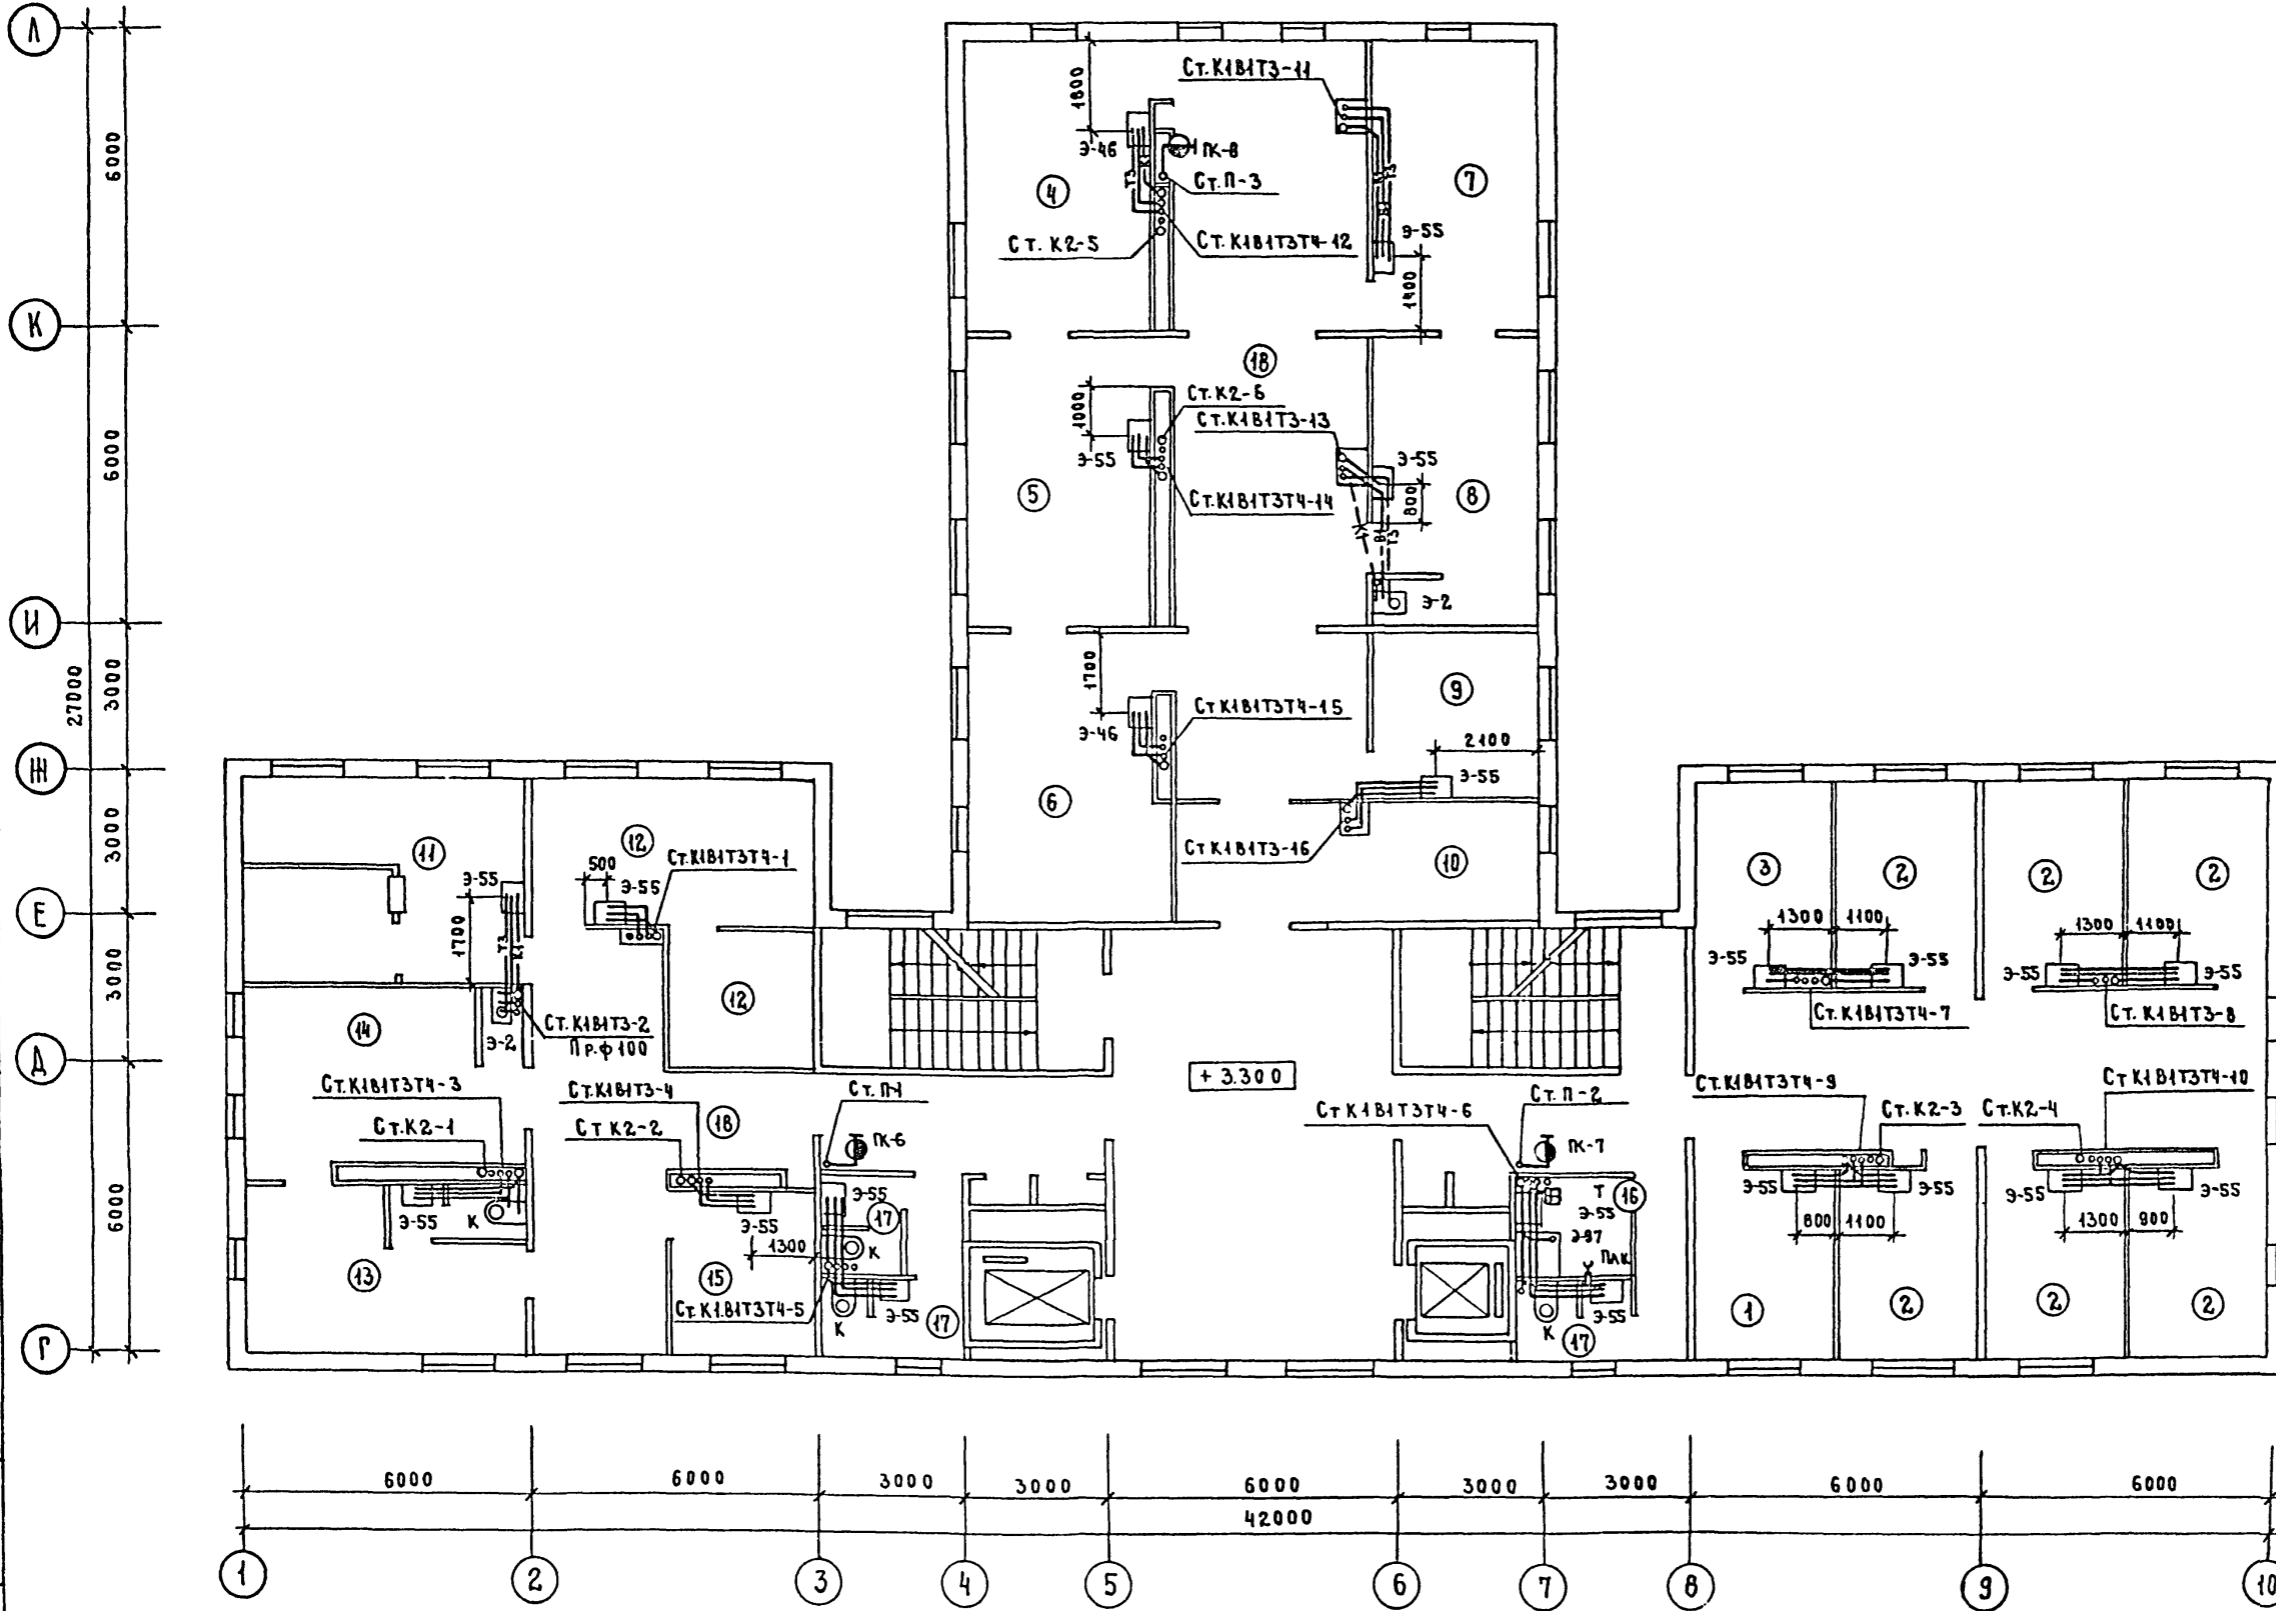 Л
6000
К
6000
И
27000
3000
Ж
3000
Е
3000
Д
6000
Г
1800
Ст.К1В1Т3-11
Э-46
К1
Т3
ПК-8
Ст.П-3
4
7
Ст. К2-5
Ст.К1В1Т3Т4-12
Э-55
1400
18
1000
Ст.К2-6
Ст.К1В1Т3-13
Э-55
Э-55
5
Ст.К1В1Т3Т4-14
800
8
К1
В1
Т3
Э-2
1700
9
Ст К1В1Т3Т4-15
Э-46
2100
Э-55
6
Ст К1В1Т3-16
10
11
12
500
Ст.К1В1Т3Т4-1
Э-55
Э-55
1700
Т3
К1
12
14
Ст.К1В1Т3-2
Пр.ф 100
Э-2
3
2
2
2
1300
1100
1300
1100
Э-55
Э-55
Э-55
Э-55
Ст.К1В1Т3Т4-7
Ст. К1В1Т3-8
+ 3.300
Ст.К1В1Т3Т4-3
Ст.К1В1Т3-4
Ст. П-1
Ст.К2-1
Ст К2-2
18
ПК-6
Э-55
К
Э-55
1300
Э-55
17
К
13
15
Ст.К1.В1Т3Т4-5
К
Э-55
17
Ст К1В1Т3Т4-6
Ст. П-2
ПК-7
Т
16
Э-55
Э-97
ПАК
К
Э-55
17
Ст.К1В1Т3Т4-9
Ст.К2-3
Ст.К2-4
Ст К1В1Т3Т4-10
Э-55
Э-55
Э-55
Э-55
800
1100
1300
900
1
2
2
2
6000
6000
3000
3000
6000
3000
3000
6000
6000
42000
1
2
3
4
5
6
7
8
9
10